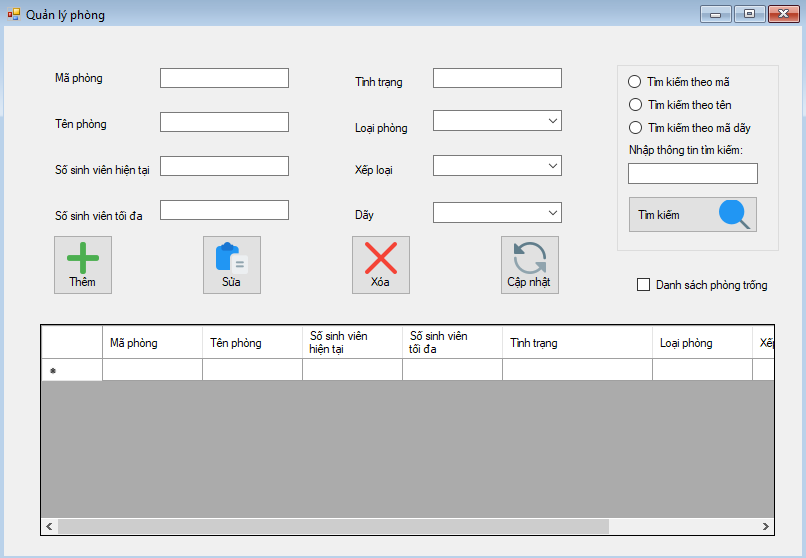 Quản lý phòng
Mã phòng
Tên phòng
Số sinh viên hiện tại
Số sinh viên tối đa
Tình trạng
Loại phòng
Xếp loại
Dãy
Tìm kiếm theo mã
Tìm kiếm theo tên
Tìm kiếm theo mã dãy
Nhập thông tin tìm kiếm:
Tìm kiếm
Thêm
Sửa
Xóa
Cập nhật
Danh sách phòng trống
Mã phòng
Tên phòng
Số sinh viên
hiện tại
Số sinh viên
tối đa
Tình trạng
Loại phòng
Xếp